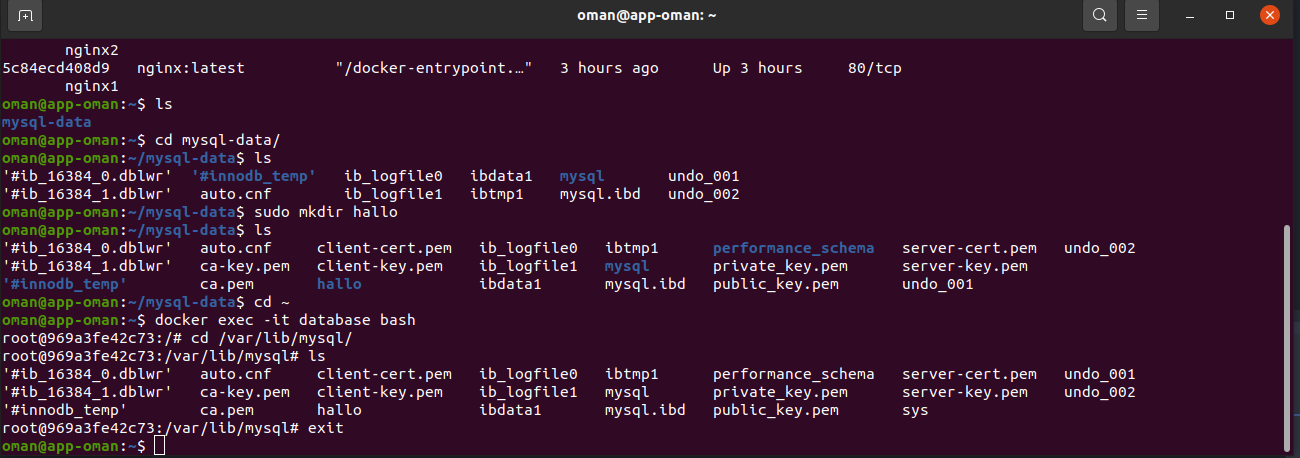 oman@app-oman: ~
nginx2
5c84ecd408d9   nginx:latest           "/docker-entrypoint.…"   3 hours ago      Up 3 hours     80/tcp
nginx1
oman@app-oman:~$ ls
mysql-data
oman@app-oman:~$ cd mysql-data/
oman@app-oman:~/mysql-data$ ls
'#ib_16384_0.dblwr'  '#innodb_temp'   ib_logfile0   ibdata1   mysql       undo_001
'#ib_16384_1.dblwr'   auto.cnf        ib_logfile1   ibtmp1    mysql.ibd   undo_002
oman@app-oman:~/mysql-data$ sudo mkdir hallo
oman@app-oman:~/mysql-data$ ls
'#ib_16384_0.dblwr'   auto.cnf     client-cert.pem   ib_logfile0   ibtmp1      performance_schema   server-cert.pem   undo_002
'#ib_16384_1.dblwr'   ca-key.pem   client-key.pem    ib_logfile1   mysql       private_key.pem      server-key.pem
'#innodb_temp'        ca.pem       hallo             ibdata1       mysql.ibd   public_key.pem       undo_001
oman@app-oman:~/mysql-data$ cd ~
oman@app-oman:~$ docker exec -it database bash
root@969a3fe42c73:/# cd /var/lib/mysql/
root@969a3fe42c73:/var/lib/mysql# ls
'#ib_16384_0.dblwr'   auto.cnf     client-cert.pem   ib_logfile0   ibtmp1      performance_schema   server-cert.pem   undo_001
'#ib_16384_1.dblwr'   ca-key.pem   client-key.pem    ib_logfile1   mysql       private_key.pem      server-key.pem    undo_002
'#innodb_temp'        ca.pem       hallo             ibdata1       mysql.ibd   public_key.pem       sys
root@969a3fe42c73:/var/lib/mysql# exit
oman@app-oman:~$